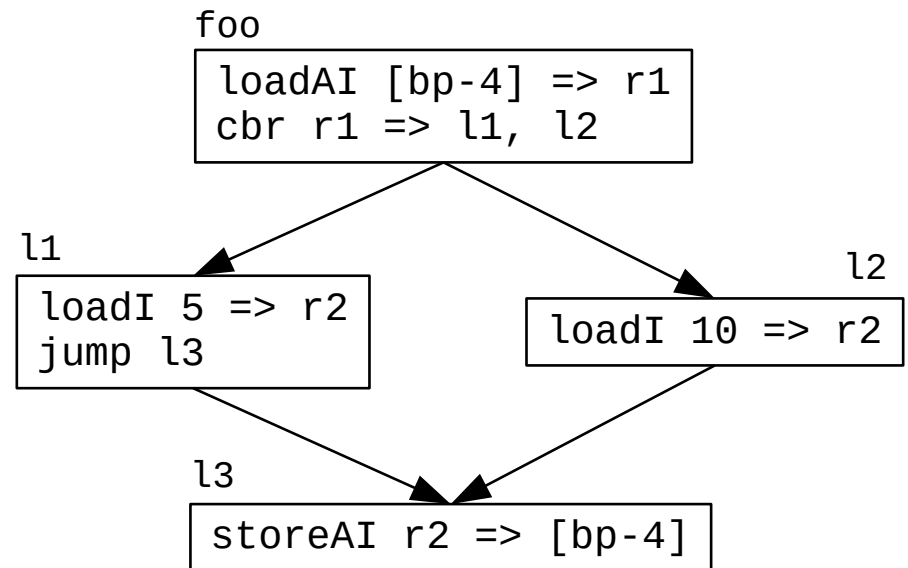 foo
loadAI [bp-4] => r1
cbr r1 => l1, l2
l1
loadI 5 => r2
jump l3
l2
loadI 10 => r2
l3
storeAI r2 => [bp-4]